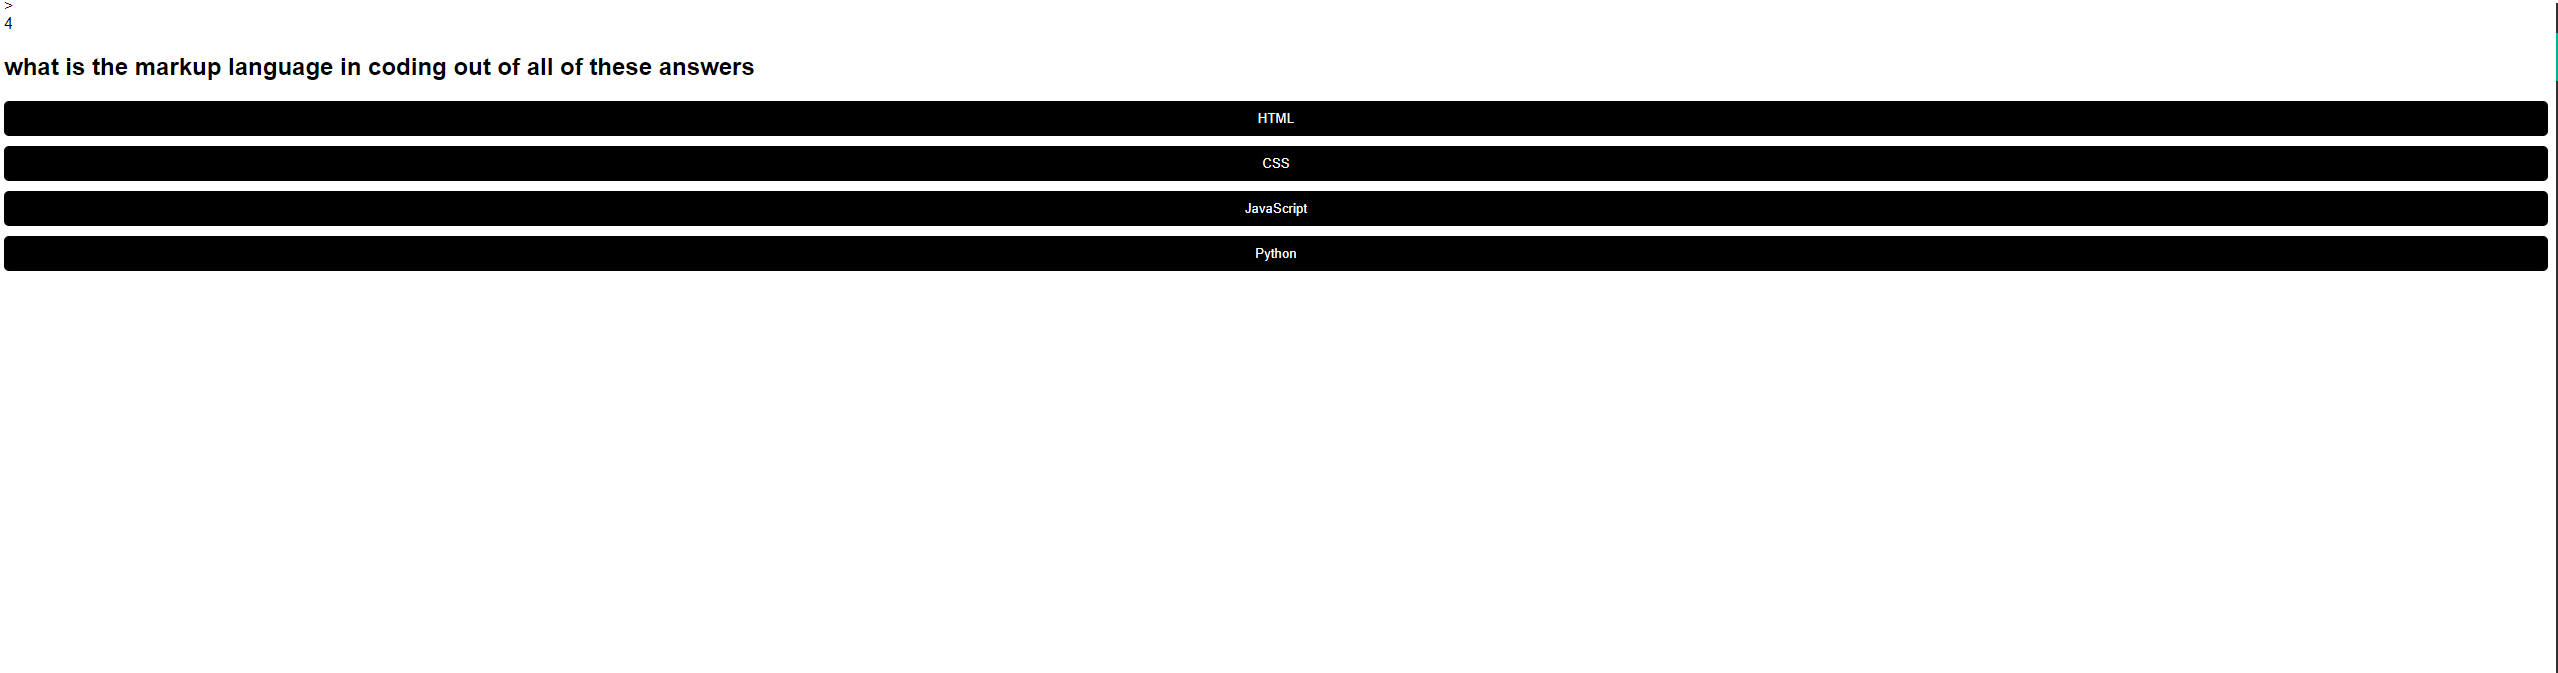 >
4
what is the markup language in coding out of all of these answers
HTML
CSS
JavaScript
Python